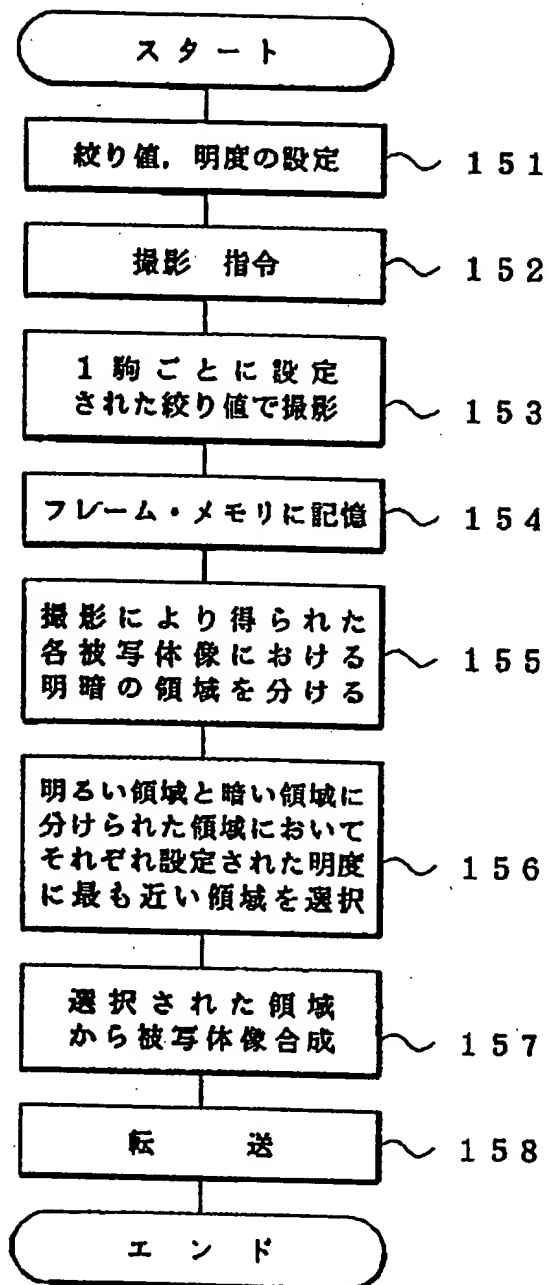 スタート
絞り値，明度の設定
151
撮影 指令
152
1駒ごとに設定
された絞り値で撮影
153
フレーム・メモリに記憶
154
撮影により得られた
各被写体像における
明暗の領域を分ける
155
明るい領域と暗い領域に
分けられた領域において
それぞれ設定された明度
に最も近い領域を選択
156
選択された領域
から被写体像合成
157
転送
158
エンド